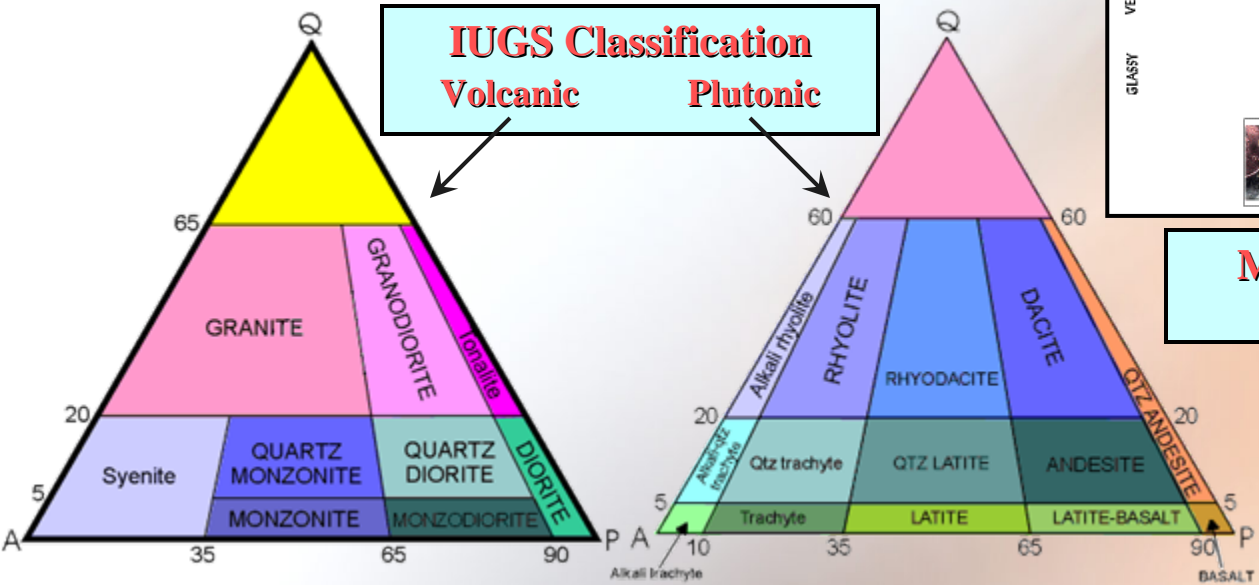 IUGS Classification
Volcanic Plutonic
Q
65
GRANITE
GRANODIORITE
Tonalite
20
Syenite
QUARTZ
MONZONITE
QUARTZ
DIORITE
DIORITE
5
MONZONITE
MONZODIORITE
A
P
35
65
90
Q
60
60
Alkali rhyolite
RHYOLITE
RHYODACITE
DACITE
QTZ ANDESITE
20
20
Alkali-qtz
trachyte
Qtz trachyte
QTZ LATITE
ANDESITE
5
5
Trachyte
LATITE
LATITE-BASALT
A
P
10
35
65
90
Alkali trachyte
BASALT
GLASSY
VE
M